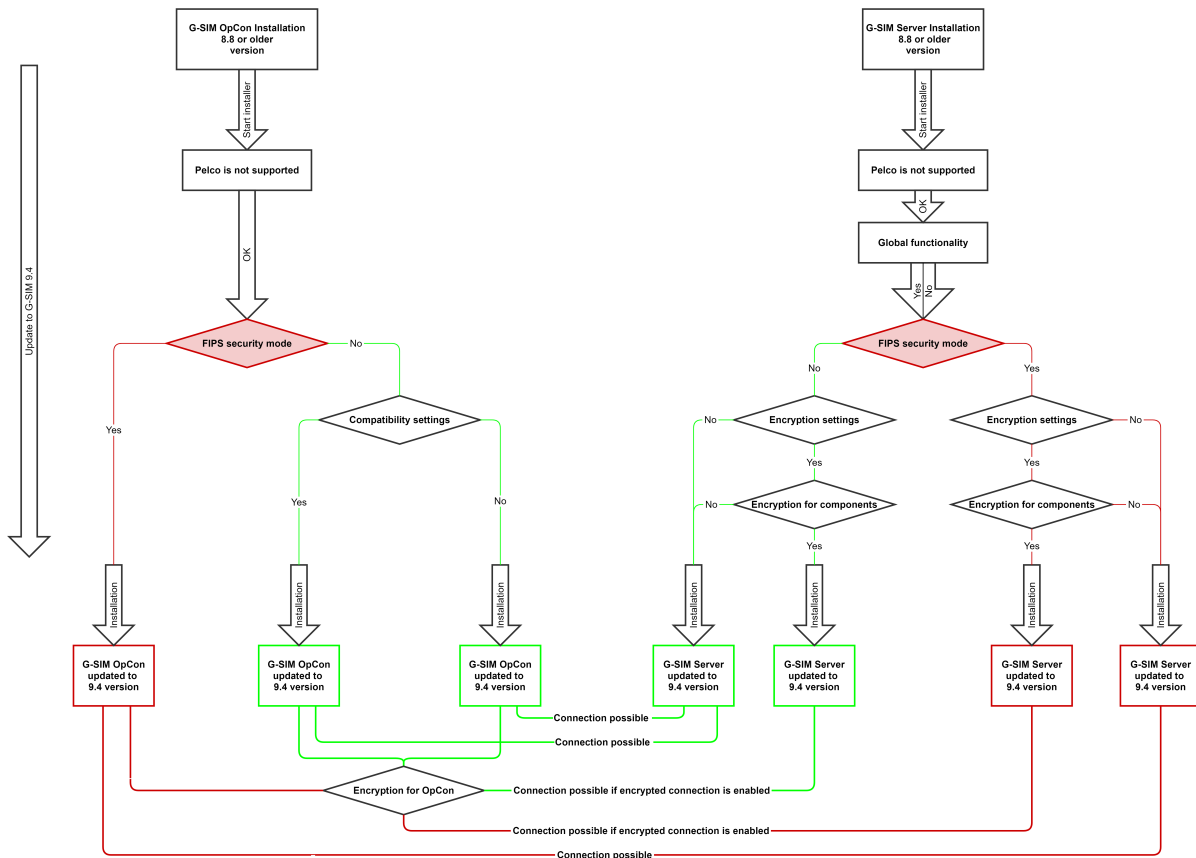 G-SIM OpCon Installation
8.8 or older
version
G-SIM Server Installation
8.8 or older
version
Start installer
Start installer
Pelco is not supported
Pelco is not supported
OK
OK
Global functionality
Yes
No
Update to G-SIM 9.4
FIPS security mode
No
FIPS security mode
No
Yes
Yes
Compatibility settings
No
Encryption settings
Encryption settings
No
Yes
Yes
Yes
No
No
Encryption for components
Encryption for components
No
Yes
Yes
Installation
Installation
Installation
Installation
Installation
Installation
Installation
G-SIM OpCon
updated to
9.4 version
G-SIM OpCon
updated to
9.4 version
G-SIM OpCon
updated to
9.4 version
G-SIM Server
updated to
9.4 version
G-SIM Server
updated to
9.4 version
G-SIM Server
updated to
9.4 version
G-SIM Server
updated to
9.4 version
Connection possible
Connection possible
Encryption for OpCon
Connection possible if encrypted connection is enabled
Connection possible if encrypted connection is enabled
Connection possible